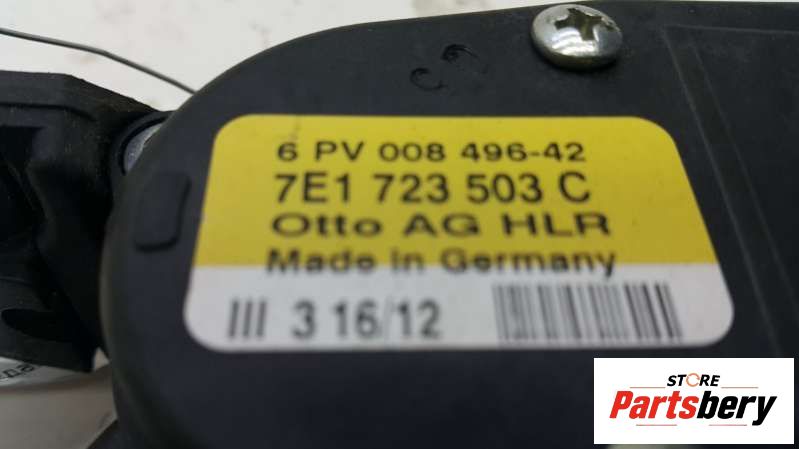 6 PV 008 496-42
7E1 723 503 C
Otto AG HLR
Made in Germany
III 3 16/12
STORE
Partsbery